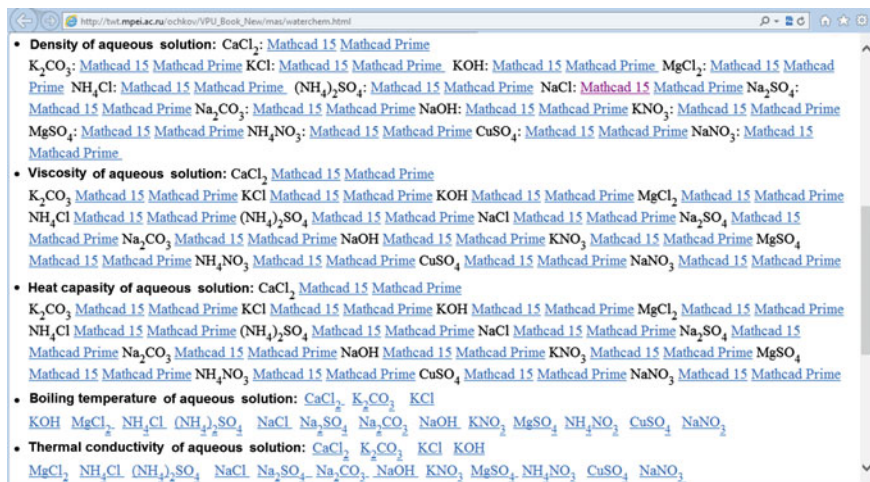 http://twt.mpei.ac.ru/ochkov/VPU_Book_New/mas/waterchem.html
• Density of aqueous solution: CaCl2: Mathcad 15 Mathcad Prime
K2CO3: Mathcad 15 Mathcad Prime KCl: Mathcad 15 Mathcad Prime KOH: Mathcad 15 Mathcad Prime MgCl2: Mathcad 15 Mathcad
Prime NH4Cl: Mathcad 15 Mathcad Prime (NH4)2SO4: Mathcad 15 Mathcad Prime NaCl: Mathcad 15 Mathcad Prime Na2SO4:
Mathcad 15 Mathcad Prime Na2CO3: Mathcad 15 Mathcad Prime NaOH: Mathcad 15 Mathcad Prime KNO3: Mathcad 15 Mathcad Prime
MgSO4: Mathcad 15 Mathcad Prime NH4NO3: Mathcad 15 Mathcad Prime CuSO4: Mathcad 15 Mathcad Prime NaNO3: Mathcad 15
Mathcad Prime
• Viscosity of aqueous solution: CaCl2 Mathcad 15 Mathcad Prime
K2CO3 Mathcad 15 Mathcad Prime KCl Mathcad 15 Mathcad Prime KOH Mathcad 15 Mathcad Prime MgCl2 Mathcad 15 Mathcad Prime
NH4Cl Mathcad 15 Mathcad Prime (NH4)2SO4 Mathcad 15 Mathcad Prime NaCl Mathcad 15 Mathcad Prime Na2SO4 Mathcad 15
Mathcad Prime Na2CO3 Mathcad 15 Mathcad Prime NaOH Mathcad 15 Mathcad Prime KNO3 Mathcad 15 Mathcad Prime MgSO4
Mathcad 15 Mathcad Prime NH4NO3 Mathcad 15 Mathcad Prime CuSO4 Mathcad 15 Mathcad Prime NaNO3 Mathcad 15 Mathcad Prime
• Heat capasity of aqueous solution: CaCl2 Mathcad 15 Mathcad Prime
K2CO3 Mathcad 15 Mathcad Prime KCl Mathcad 15 Mathcad Prime KOH Mathcad 15 Mathcad Prime MgCl2 Mathcad 15 Mathcad Prime
NH4Cl Mathcad 15 Mathcad Prime (NH4)2SO4 Mathcad 15 Mathcad Prime NaCl Mathcad 15 Mathcad Prime Na2SO4 Mathcad 15
Mathcad Prime Na2CO3 Mathcad 15 Mathcad Prime NaOH Mathcad 15 Mathcad Prime KNO3 Mathcad 15 Mathcad Prime MgSO4
Mathcad 15 Mathcad Prime NH4NO3 Mathcad 15 Mathcad Prime CuSO4 Mathcad 15 Mathcad Prime NaNO3 Mathcad 15 Mathcad Prime
• Boiling temperature of aqueous solution: CaCl2 K2CO3 KCl
KOH MgCl2 NH4Cl (NH4)2SO4 NaCl Na2SO4 Na2CO3 NaOH KNO3 MgSO4 NH4NO3 CuSO4 NaNO3
• Thermal conductivity of aqueous solution: CaCl2 K2CO3 KCl KOH
MgCl2 NH4Cl (NH4)2SO4 NaCl Na2SO4 Na2CO3 NaOH KNO3 MgSO4 NH4NO3 CuSO4 NaNO3